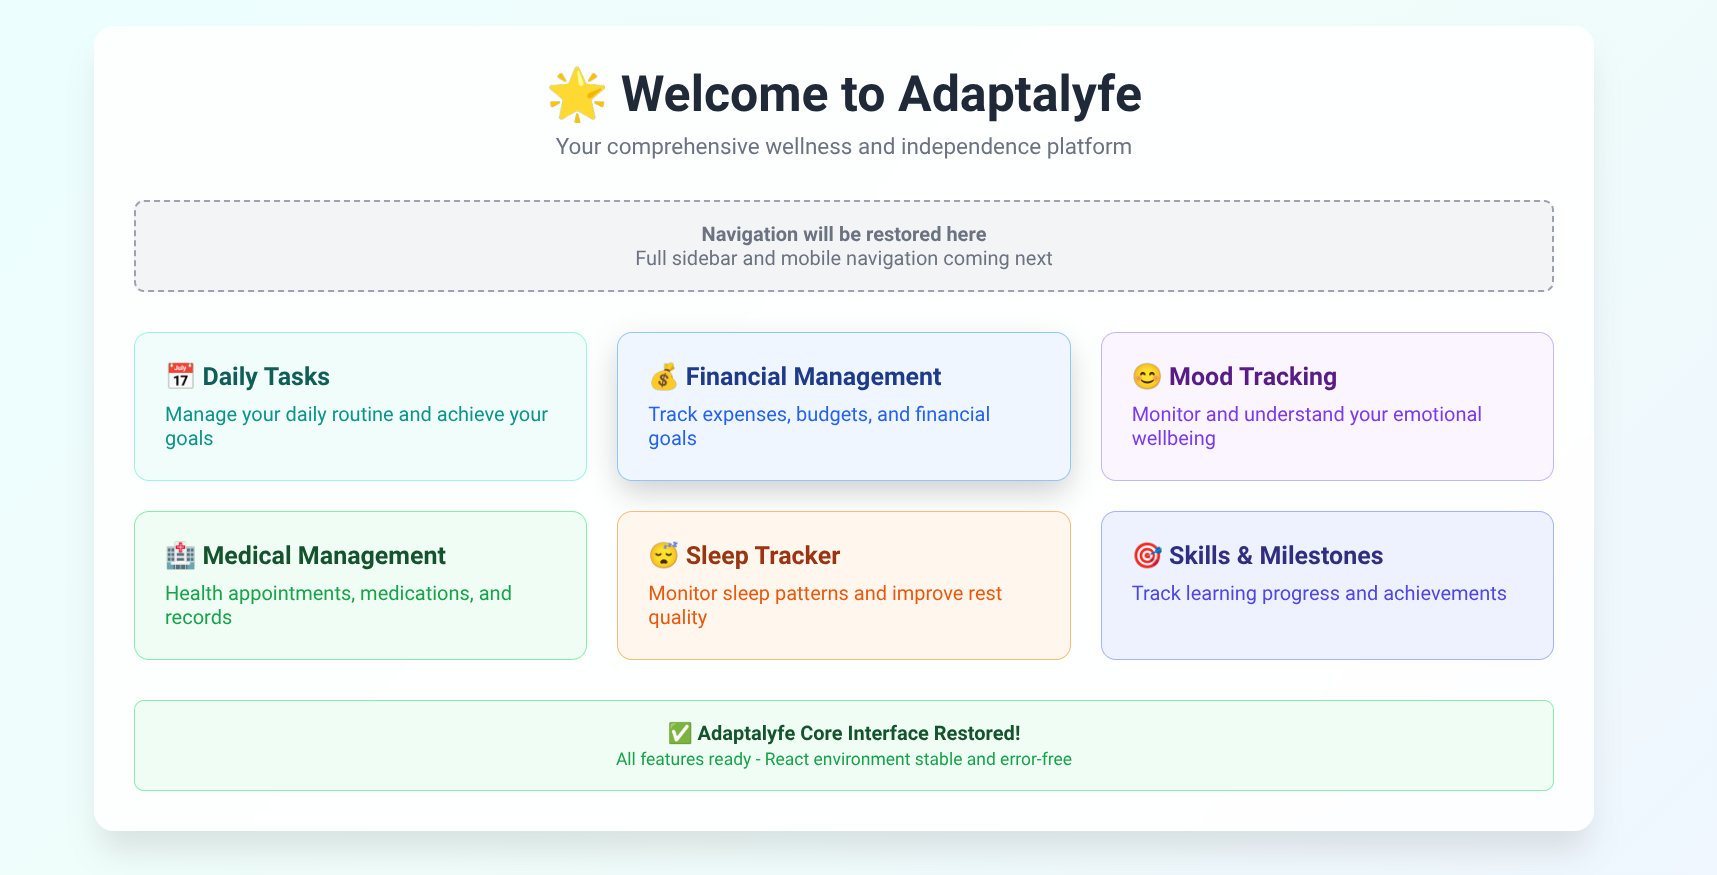 Welcome to Adaptalyfe
Your comprehensive wellness and independence platform
Navigation will be restored here
Full sidebar and mobile navigation coming next
Daily Tasks
Manage your daily routine and achieve your
goals
Financial Management
Track expenses, budgets, and financial
goals
Mood Tracking
Monitor and understand your emotional
wellbeing
Medical Management
Health appointments, medications, and
records
Sleep Tracker
Monitor sleep patterns and improve rest
quality
Skills & Milestones
Track learning progress and achievements
✅ Adaptalyfe Core Interface Restored!
All features ready - React environment stable and error-free